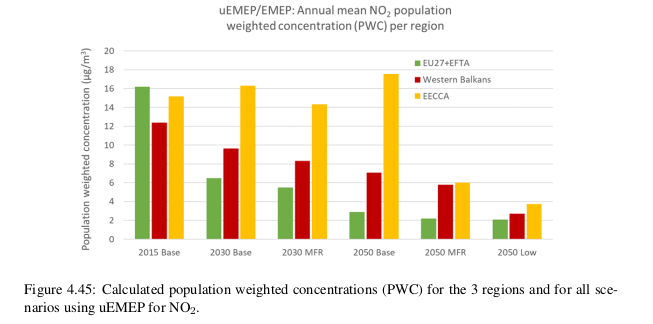 uEMEP/EMEP: Annual mean NO₂ population
weighted concentration (PWC) per region
Population weighted concentration (µg/m³)
20
18
16
14
12
10
8
6
4
2
0
EU27+EFTA
Western Balkans
EECCA
2015 Base
2030 Base
2030 MFR
2050 Base
2050 MFR
2050 Low
Figure 4.45: Calculated population weighted concentrations (PWC) for the 3 regions and for all sce-
narios using uEMEP for NO₂.